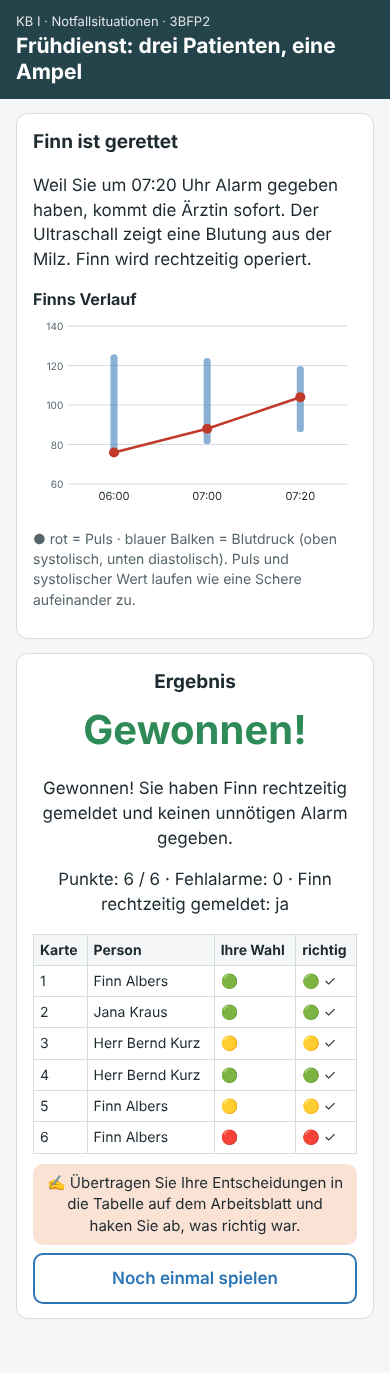 KB I · Notfallsituationen · 3BFP2
Frühdienst: drei Patienten, eine
Ampel
Finn ist gerettet
Weil Sie um 07:20 Uhr Alarm gegeben
haben, kommt die Ärztin sofort. Der
Ultraschall zeigt eine Blutung aus der
Milz. Finn wird rechtzeitig operiert.
Finns Verlauf
140
120
100
80
60
06:00 07:00 07:20
● rot = Puls · blauer Balken = Blutdruck (oben
systolisch, unten diastolisch). Puls und
systolischer Wert laufen wie eine Schere
aufeinander zu.
Ergebnis
Gewonnen!
Gewonnen! Sie haben Finn rechtzeitig
gemeldet und keinen unnötigen Alarm
gegeben.
Punkte: 6 / 6 · Fehlalarme: 0 · Finn
rechtzeitig gemeldet: ja
Karte Person Ihre Wahl richtig
1 Finn Albers 🟢 🟢 ✓
2 Jana Kraus 🟢 🟢 ✓
3 Herr Bernd Kurz 🟡 🟡 ✓
4 Herr Bernd Kurz 🟢 🟢 ✓
5 Finn Albers 🟡 🟡 ✓
6 Finn Albers 🔴 🔴 ✓
✍️ Übertragen Sie Ihre Entscheidungen in
die Tabelle auf dem Arbeitsblatt und
haken Sie ab, was richtig war.
Noch einmal spielen